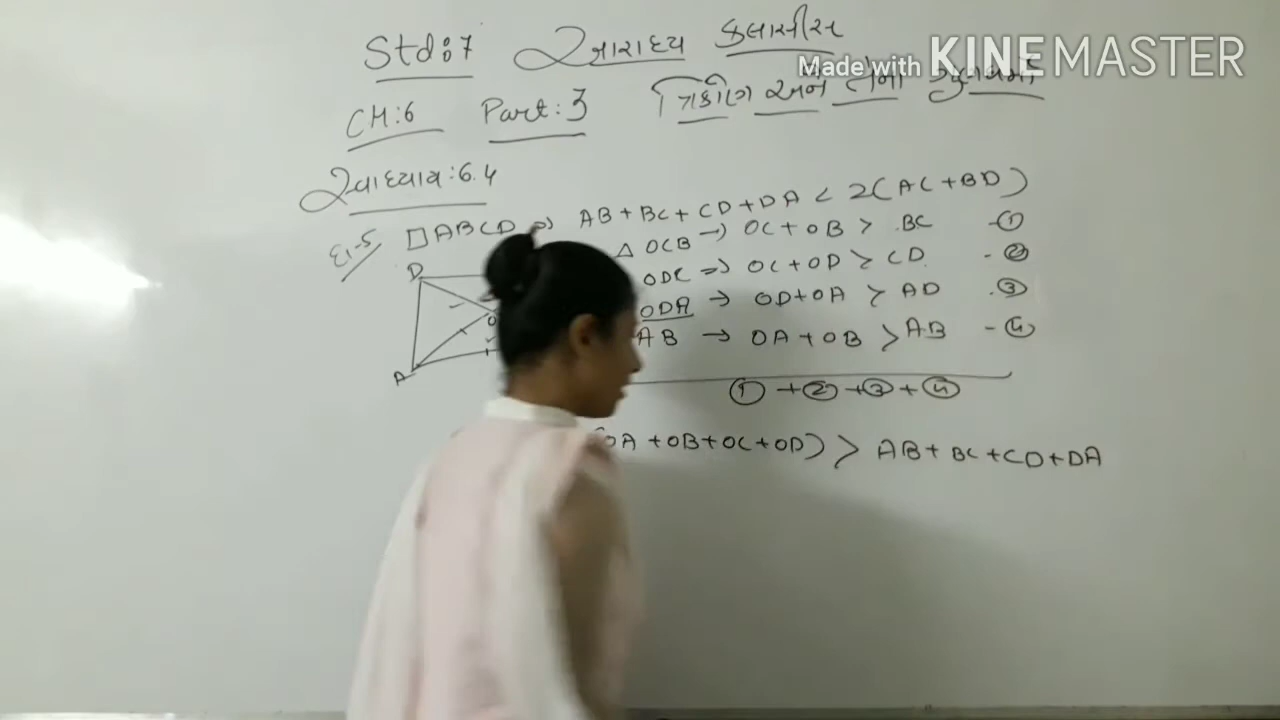 Std:7 આરાધ્ય કલાસીસ
Made with KINEMASTER
CH:6 Part:3 ત્રિકોણ અને તેના ગુણધર્મો
સ્વાધ્યાય:6.4
□ABCD ⇒ AB+BC+CD+DA < 2(AC+BD)
△ OCB → OC+OB > BC -①
ODC ⇒ OC+OD > CD -②
ODA → OD+OA > AD -③
AB → OA+OB > AB -④
D
O
A
①+②+③+④
(OA+OB+OC+OD) > AB+BC+CD+DA